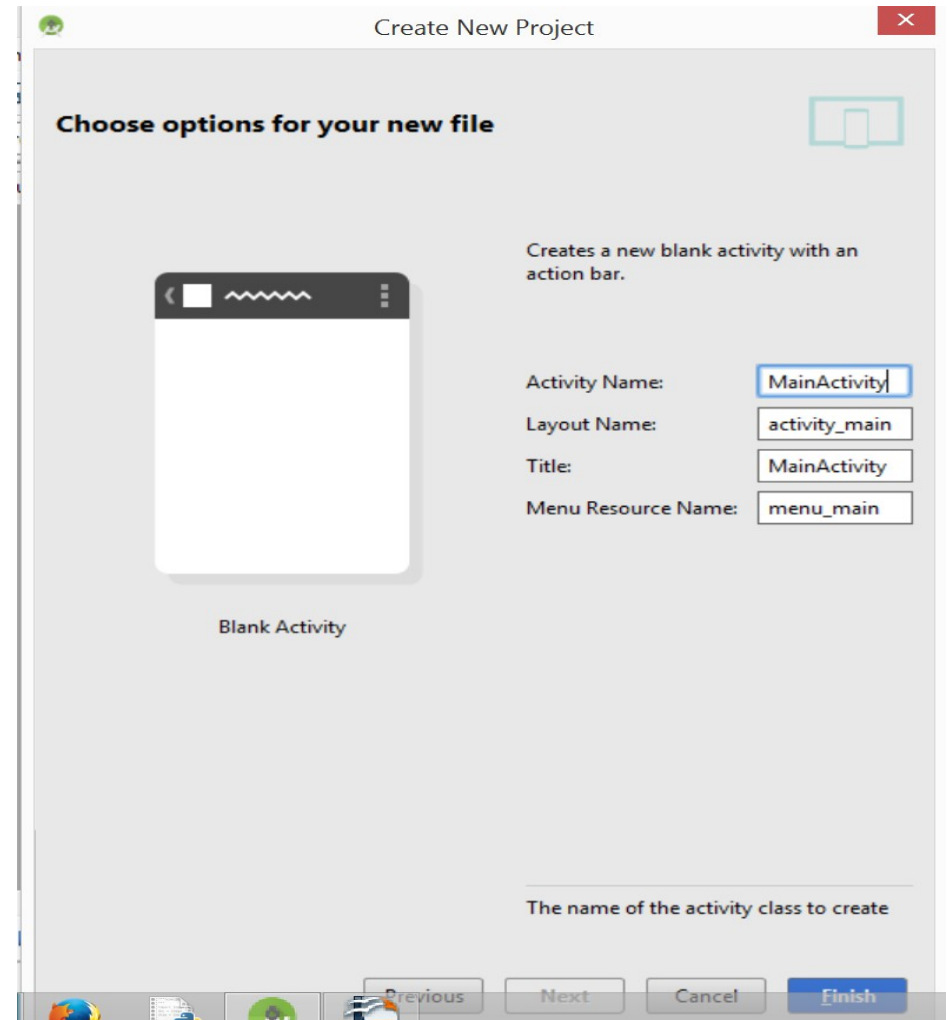 Create New Project
Choose options for your new file
Creates a new blank activity with an
action bar.
Activity Name: MainActivity
Layout Name: activity_main
Title: MainActivity
Menu Resource Name: menu_main
Blank Activity
The name of the activity class to create
Previous Next Cancel Finish